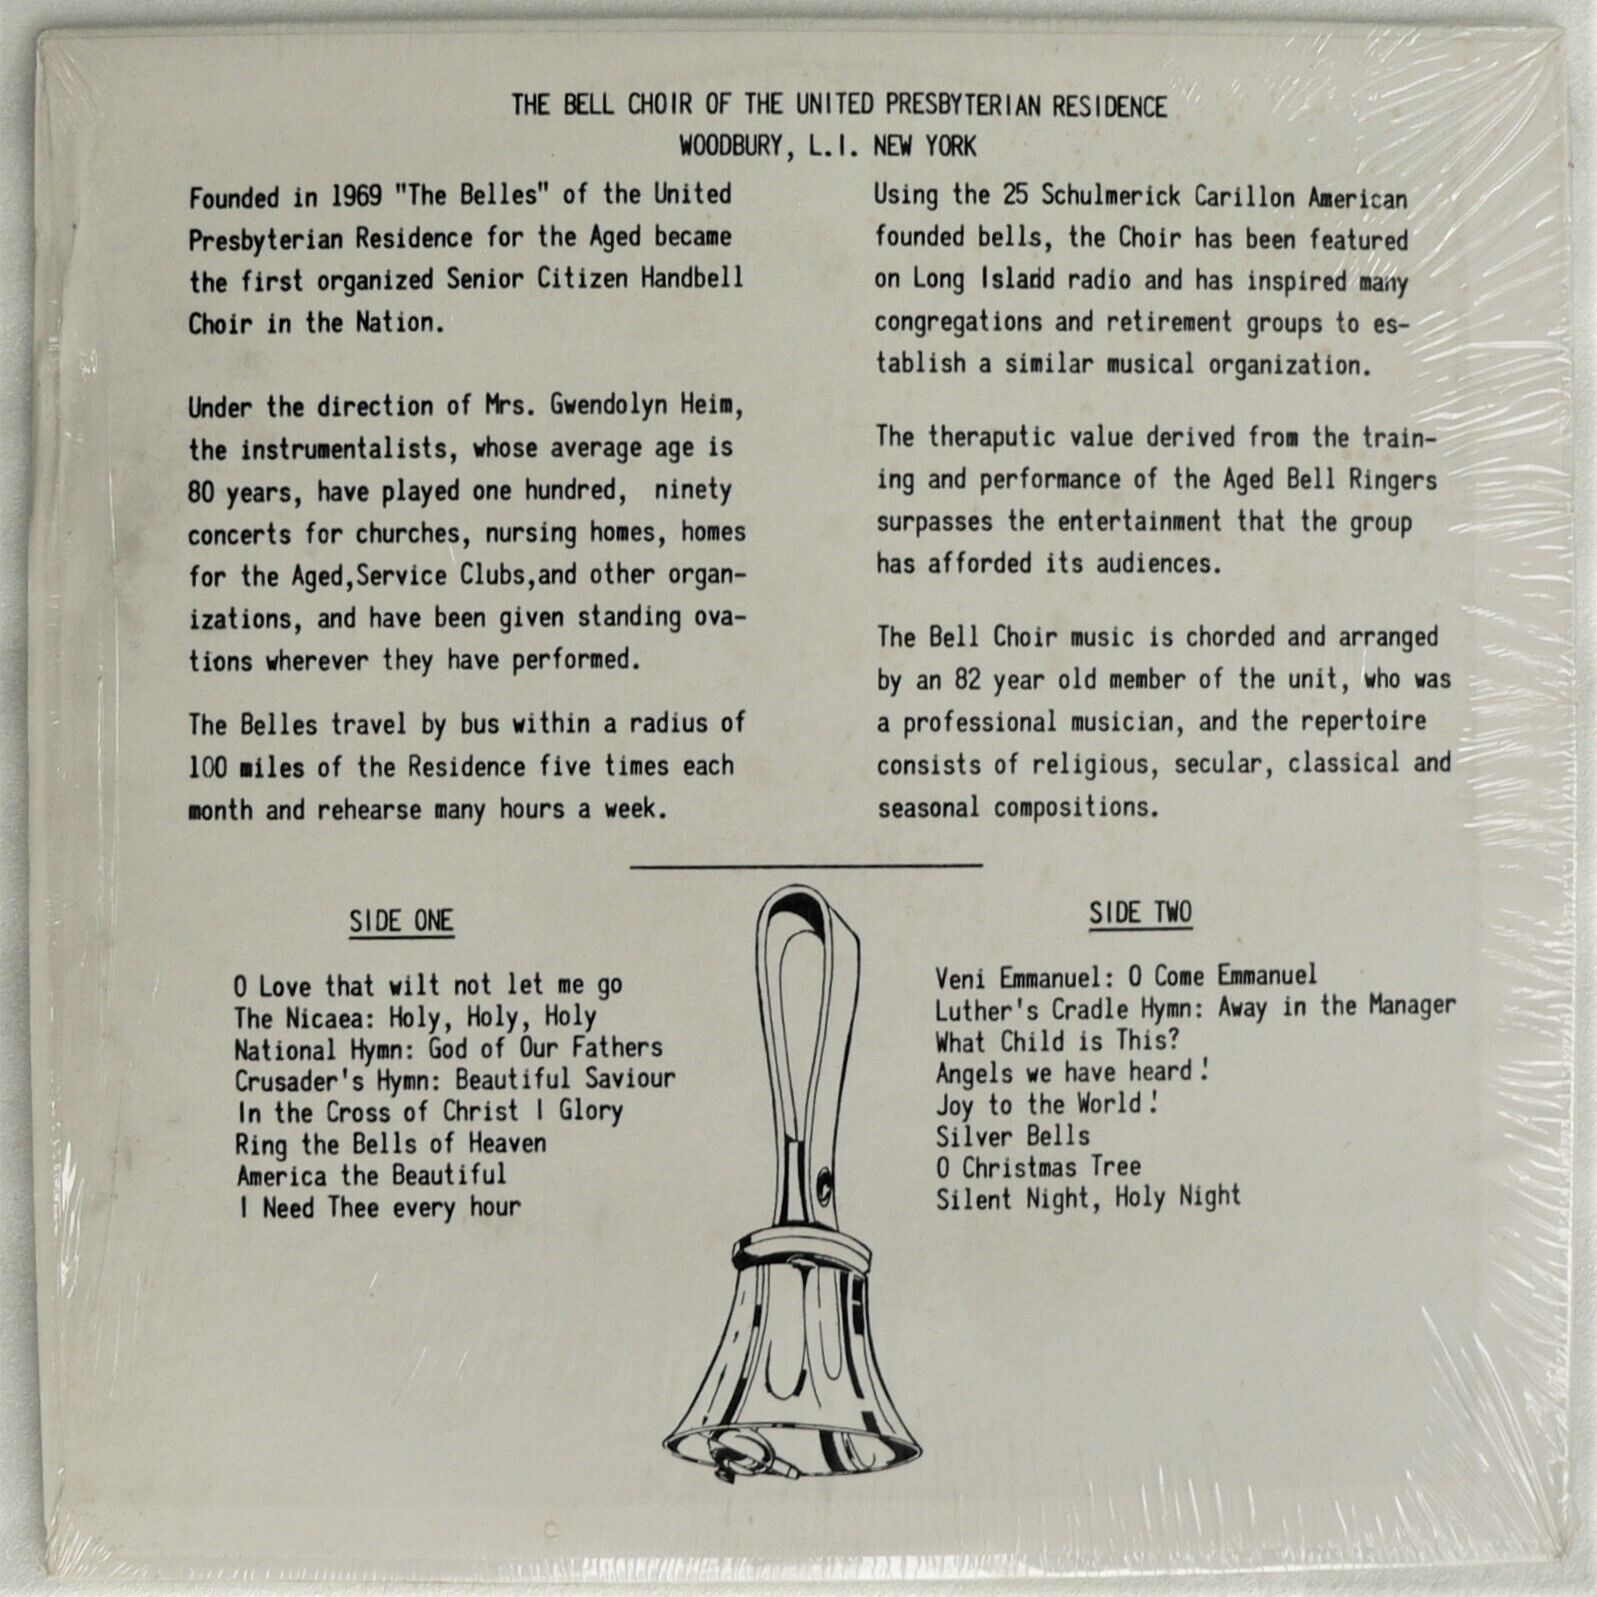 THE BELL CHOIR OF THE UNITED PRESBYTERIAN RESIDENCE
WOODBURY, L.I. NEW YORK
Founded in 1969 "The Belles" of the United
Presbyterian Residence for the Aged became
the first organized Senior Citizen Handbell
Choir in the Nation.
Under the direction of Mrs. Gwendolyn Heim,
the instrumentalists, whose average age is
80 years, have played one hundred, ninety
concerts for churches, nursing homes, homes
for the Aged,Service Clubs,and other organ-
izations, and have been given standing ova-
tions wherever they have performed.
The Belles travel by bus within a radius of
100 miles of the Residence five times each
month and rehearse many hours a week.
Using the 25 Schulmerick Carillon American
founded bells, the Choir has been featured
on Long Island radio and has inspired many
congregations and retirement groups to es-
tablish a similar musical organization.
The theraputic value derived from the train-
ing and performance of the Aged Bell Ringers
surpasses the entertainment that the group
has afforded its audiences.
The Bell Choir music is chorded and arranged
by an 82 year old member of the unit, who was
a professional musician, and the repertoire
consists of religious, secular, classical and
seasonal compositions.
SIDE ONE
O Love that wilt not let me go
The Nicaea: Holy, Holy, Holy
National Hymn: God of Our Fathers
Crusader's Hymn: Beautiful Saviour
In the Cross of Christ I Glory
Ring the Bells of Heaven
America the Beautiful
I Need Thee every hour
SIDE TWO
Veni Emmanuel: O Come Emmanuel
Luther's Cradle Hymn: Away in the Manager
What Child is This?
Angels we have heard!
Joy to the World!
Silver Bells
O Christmas Tree
Silent Night, Holy Night